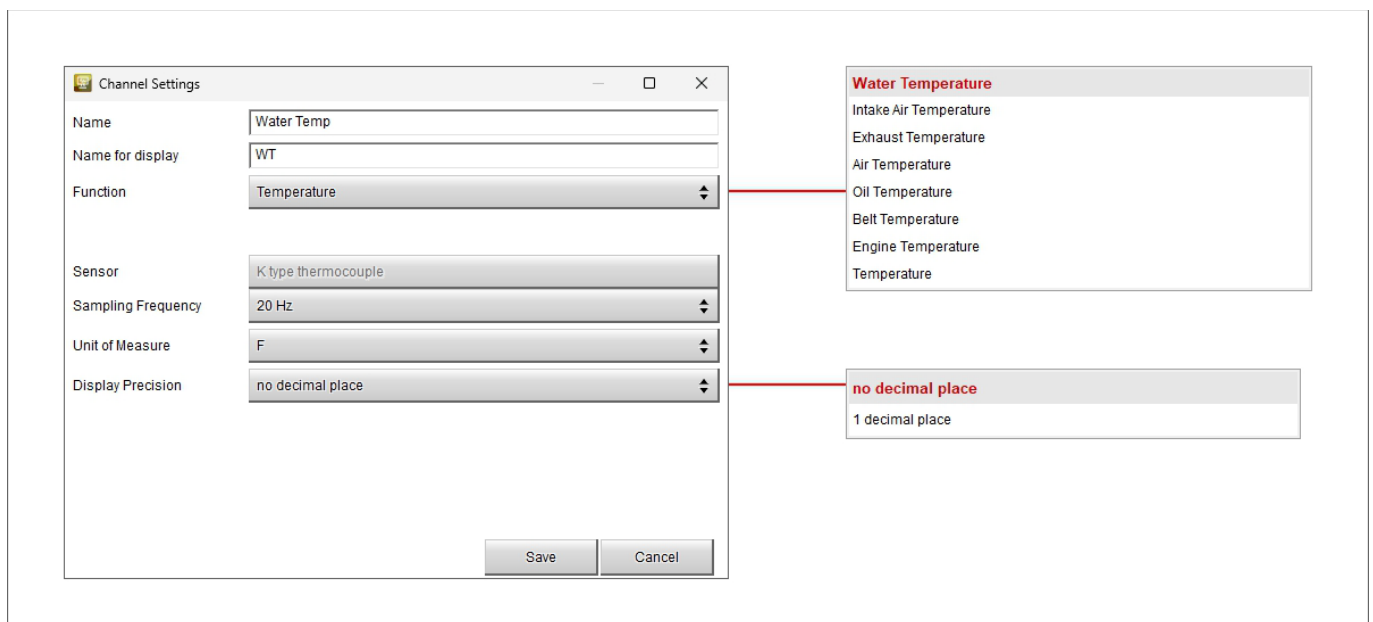 Channel Settings
Name
Water Temp
Name for display
WT
Function
Temperature
Sensor
K type thermocouple
Sampling Frequency
20 Hz
Unit of Measure
F
Display Precision
no decimal place
Save
Cancel
Water Temperature
Intake Air Temperature
Exhaust Temperature
Air Temperature
Oil Temperature
Belt Temperature
Engine Temperature
Temperature
no decimal place
1 decimal place